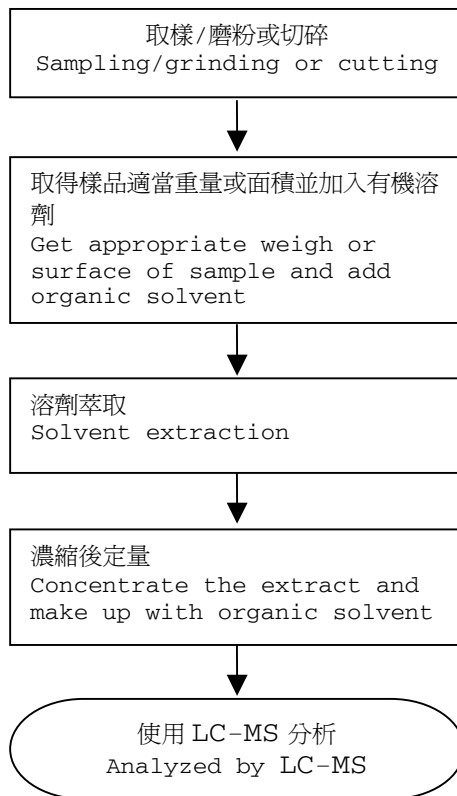 取樣/磨粉或切碎
Sampling/grinding or cutting
取得樣品適當重量或面積並加入有機溶
劑
Get appropriate weigh or
surface of sample and add
organic solvent
溶劑萃取
Solvent extraction
濃縮後定量
Concentrate the extract and
make up with organic solvent
使用 LC-MS 分析
Analyzed by LC-MS